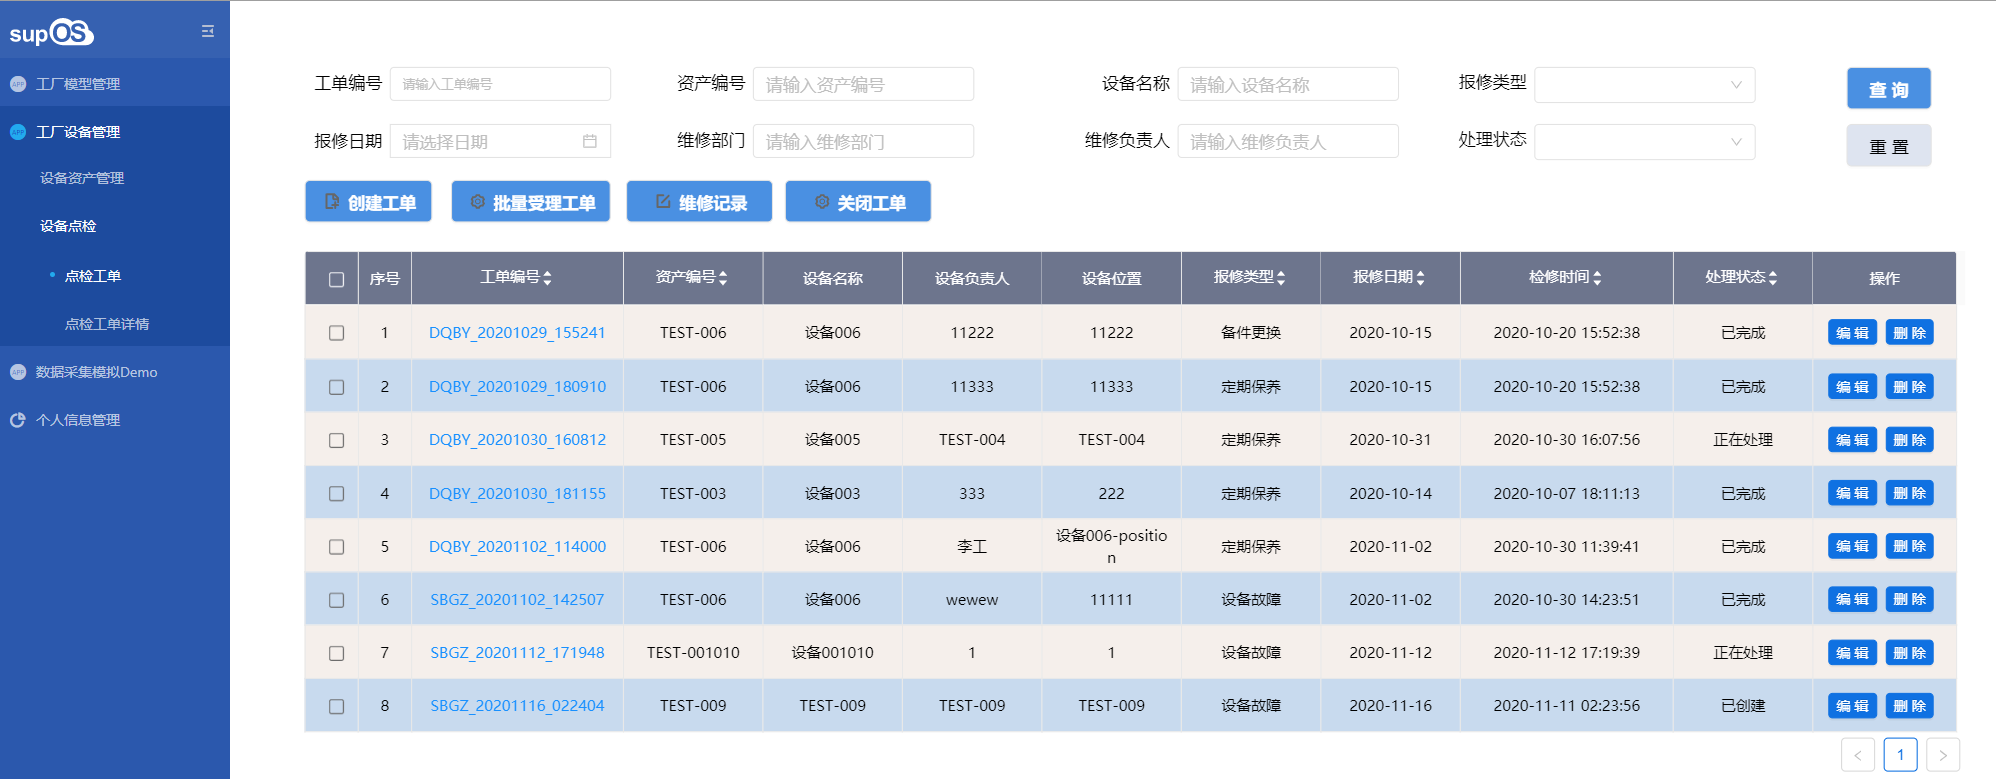 supOS
工厂模型管理
工厂设备管理
设备资产管理
设备点检
点检工单
点检工单详情
数据采集模拟Demo
个人信息管理
工单编号 请输入工单编号 资产编号 请输入资产编号 设备名称 请输入设备名称 报修类型 查 询
报修日期 请选择日期 维修部门 请输入维修部门 维修负责人 请输入维修负责人 处理状态 重 置
创建工单 批量受理工单 维修记录 关闭工单
序号 工单编号 资产编号 设备名称 设备负责人 设备位置 报修类型 报修日期 检修时间 处理状态 操作
1 DQBY_20201029_155241 TEST-006 设备006 11222 11222 备件更换 2020-10-15 2020-10-20 15:52:38 已完成 编 辑 删 除
2 DQBY_20201029_180910 TEST-006 设备006 11333 11333 定期保养 2020-10-15 2020-10-20 15:52:38 已完成 编 辑 删 除
3 DQBY_20201030_160812 TEST-005 设备005 TEST-004 TEST-004 定期保养 2020-10-31 2020-10-30 16:07:56 正在处理 编 辑 删 除
4 DQBY_20201030_181155 TEST-003 设备003 333 222 定期保养 2020-10-14 2020-10-07 18:11:13 已完成 编 辑 删 除
5 DQBY_20201102_114000 TEST-006 设备006 李工 设备006-position 定期保养 2020-11-02 2020-10-30 11:39:41 已完成 编 辑 删 除
6 SBGZ_20201102_142507 TEST-006 设备006 wewew 11111 设备故障 2020-11-02 2020-10-30 14:23:51 已完成 编 辑 删 除
7 SBGZ_20201112_171948 TEST-001010 设备001010 1 1 设备故障 2020-11-12 2020-11-12 17:19:39 正在处理 编 辑 删 除
8 SBGZ_20201116_022404 TEST-009 TEST-009 TEST-009 TEST-009 设备故障 2020-11-16 2020-11-11 02:23:56 已创建 编 辑 删 除
< 1 >